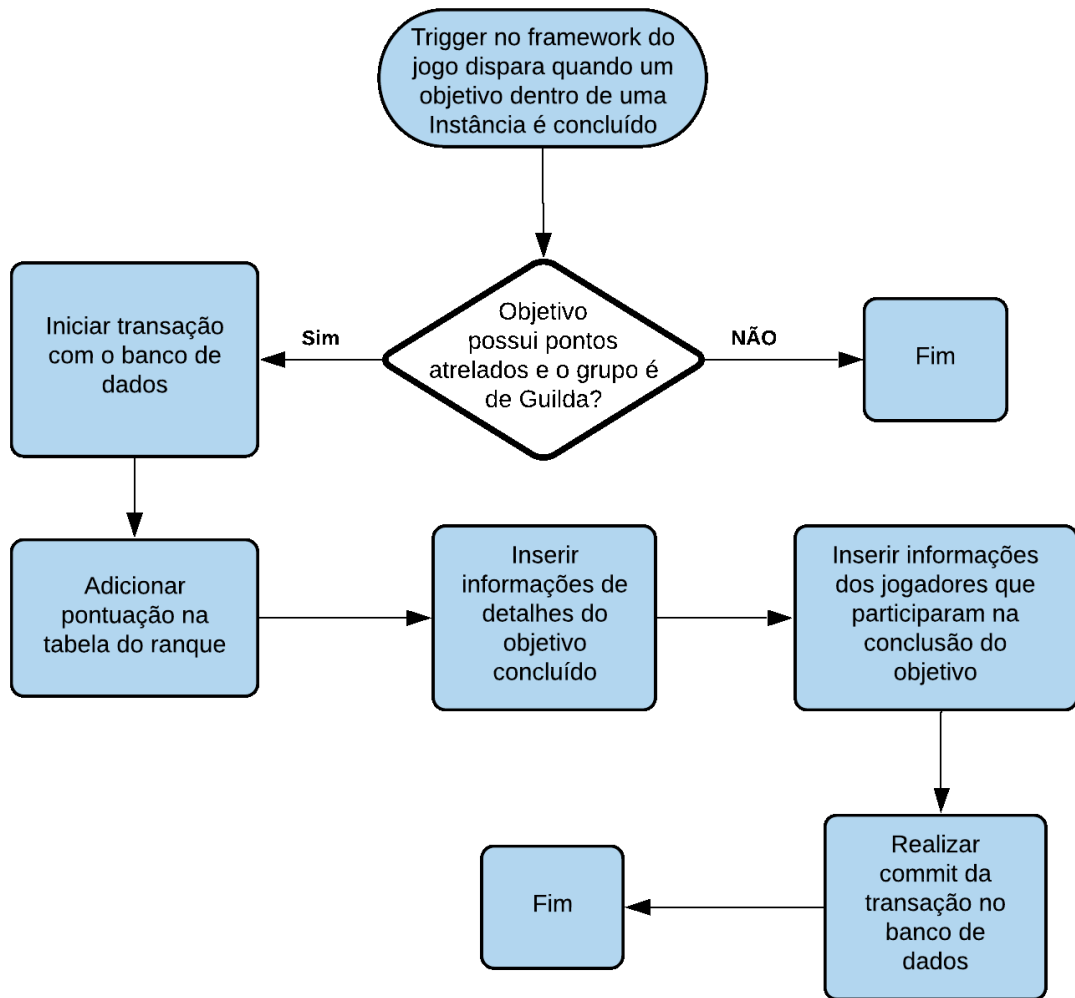 Trigger no framework do
jogo dispara quando um
objetivo dentro de uma
Instância é concluído
Objetivo
possui pontos
atrelados e o grupo é
de Guilda?
Sim
NÃO
Iniciar transação
com o banco de
dados
Fim
Adicionar
pontuação na
tabela do ranque
Inserir
informações de
detalhes do
objetivo
concluído
Inserir informações
dos jogadores que
participaram na
conclusão do
objetivo
Realizar
commit da
transação no
banco de
dados
Fim